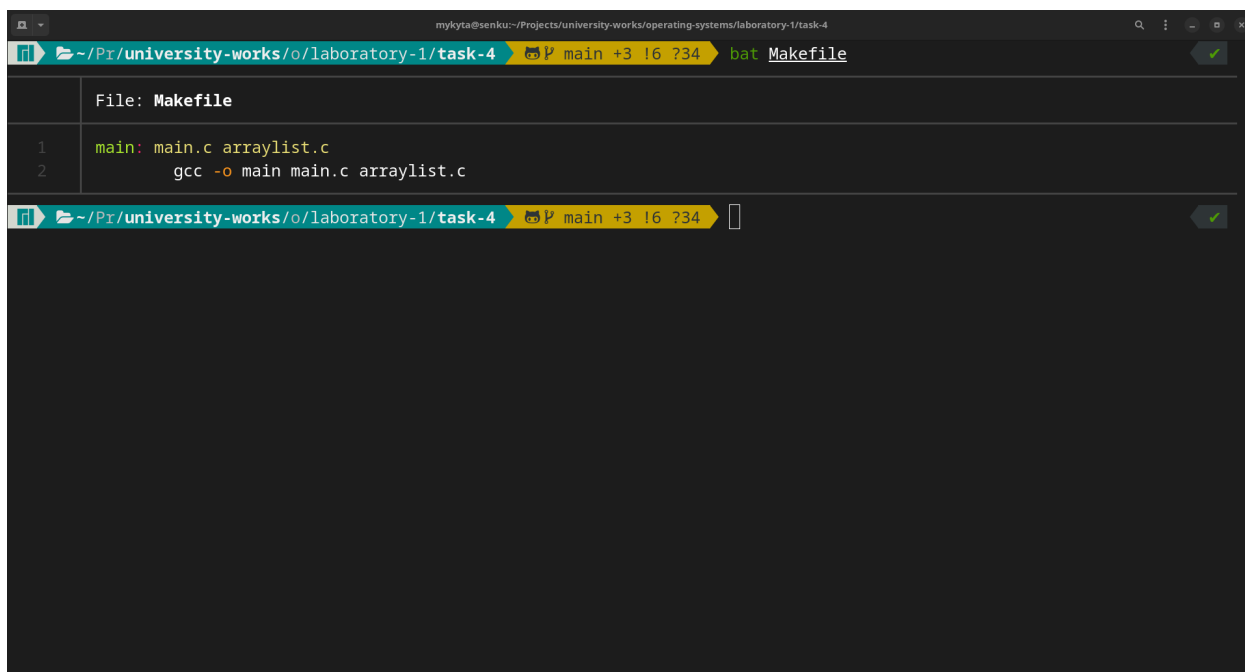 mykyta@senku:~/Projects/university-works/operating-systems/laboratory-1/task-4
~/Pr/university-works/o/laboratory-1/task-4 main +3 !6 ?34 bat Makefile ✔
File: Makefile
1 main: main.c arraylist.c
2 gcc -o main main.c arraylist.c
~/Pr/university-works/o/laboratory-1/task-4 main +3 !6 ?34 ✔